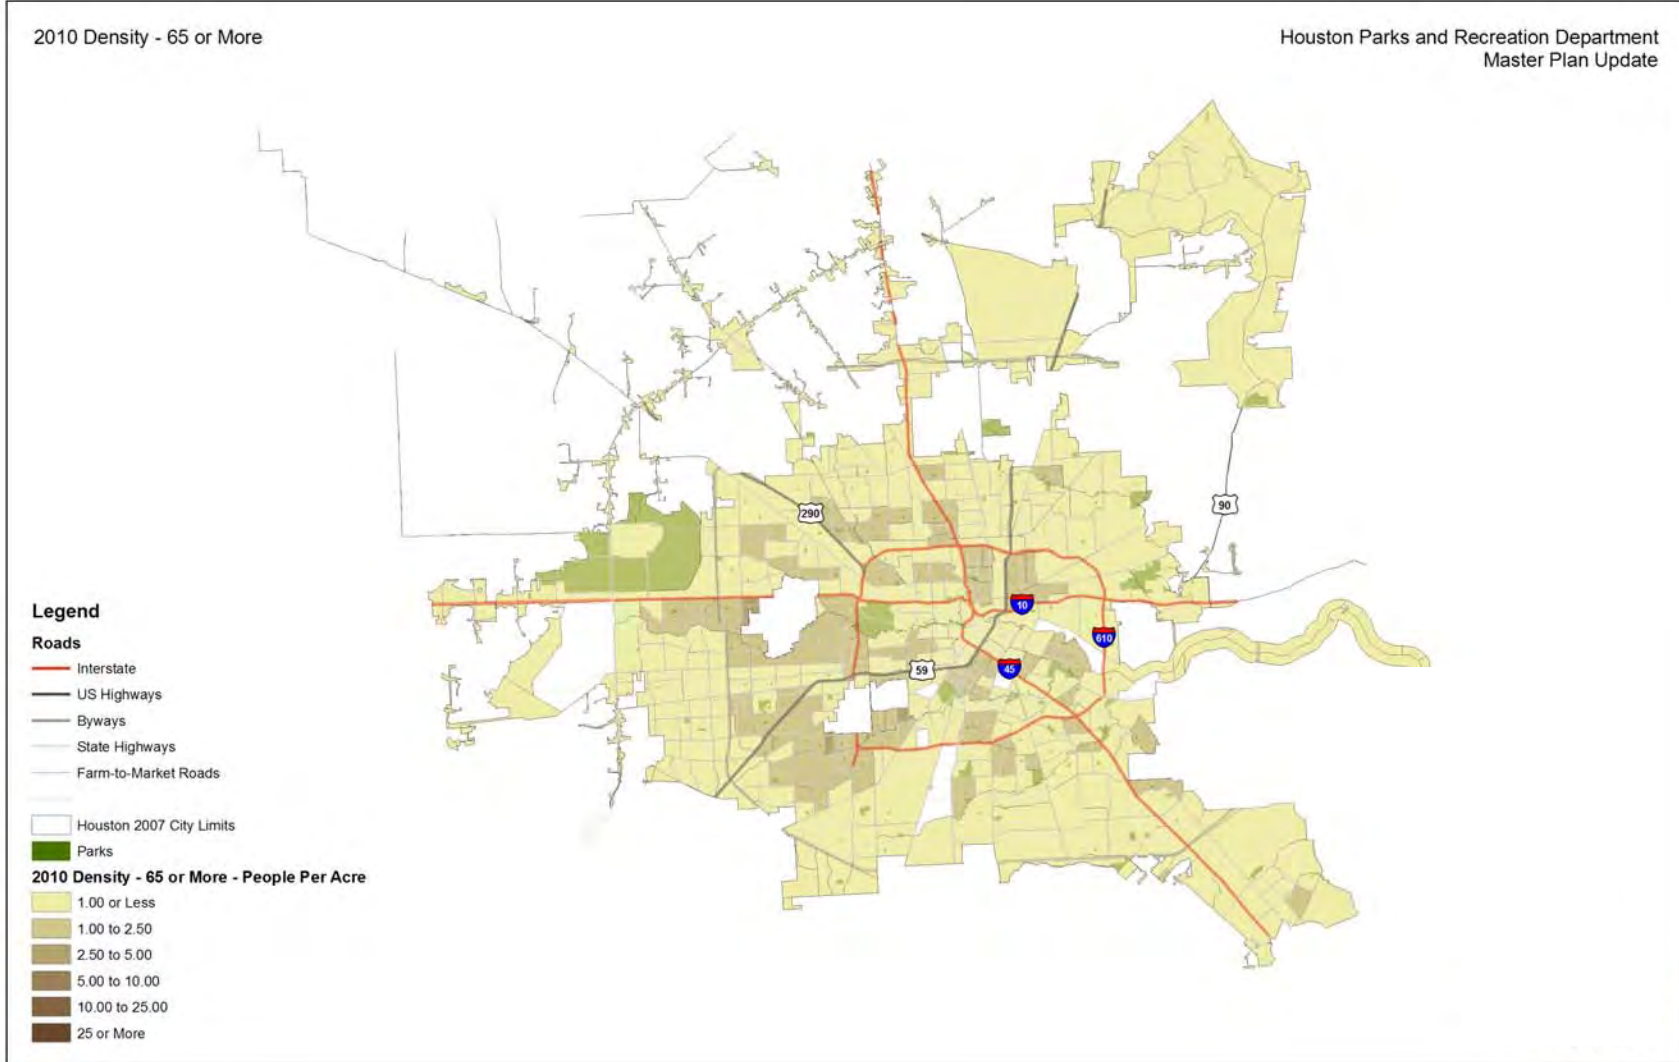 2010 Density - 65 or More
Houston Parks and Recreation Department
Master Plan Update
290
90
10
610
59
45
Legend
Roads
Interstate
US Highways
Byways
State Highways
Farm-to-Market Roads
Houston 2007 City Limits
Parks
2010 Density - 65 or More - People Per Acre
1.00 or Less
1.00 to 2.50
2.50 to 5.00
5.00 to 10.00
10.00 to 25.00
25 or More